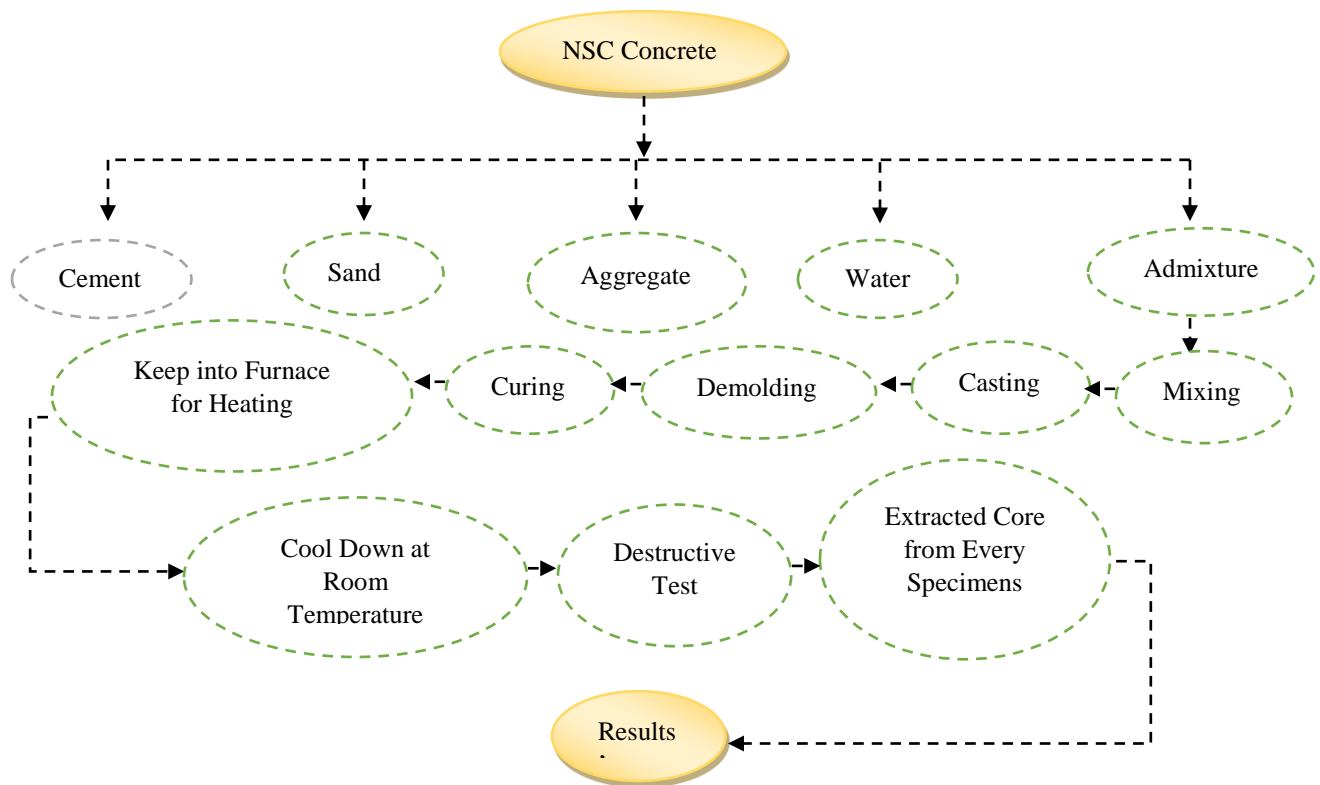 NSC Concrete
Cement
Sand
Aggregate
Water
Admixture
Keep into Furnace
for Heating
Curing
Demolding
Casting
Mixing
Cool Down at
Room
Temperature
Destructive
Test
Extracted Core
from Every
Specimens
Results